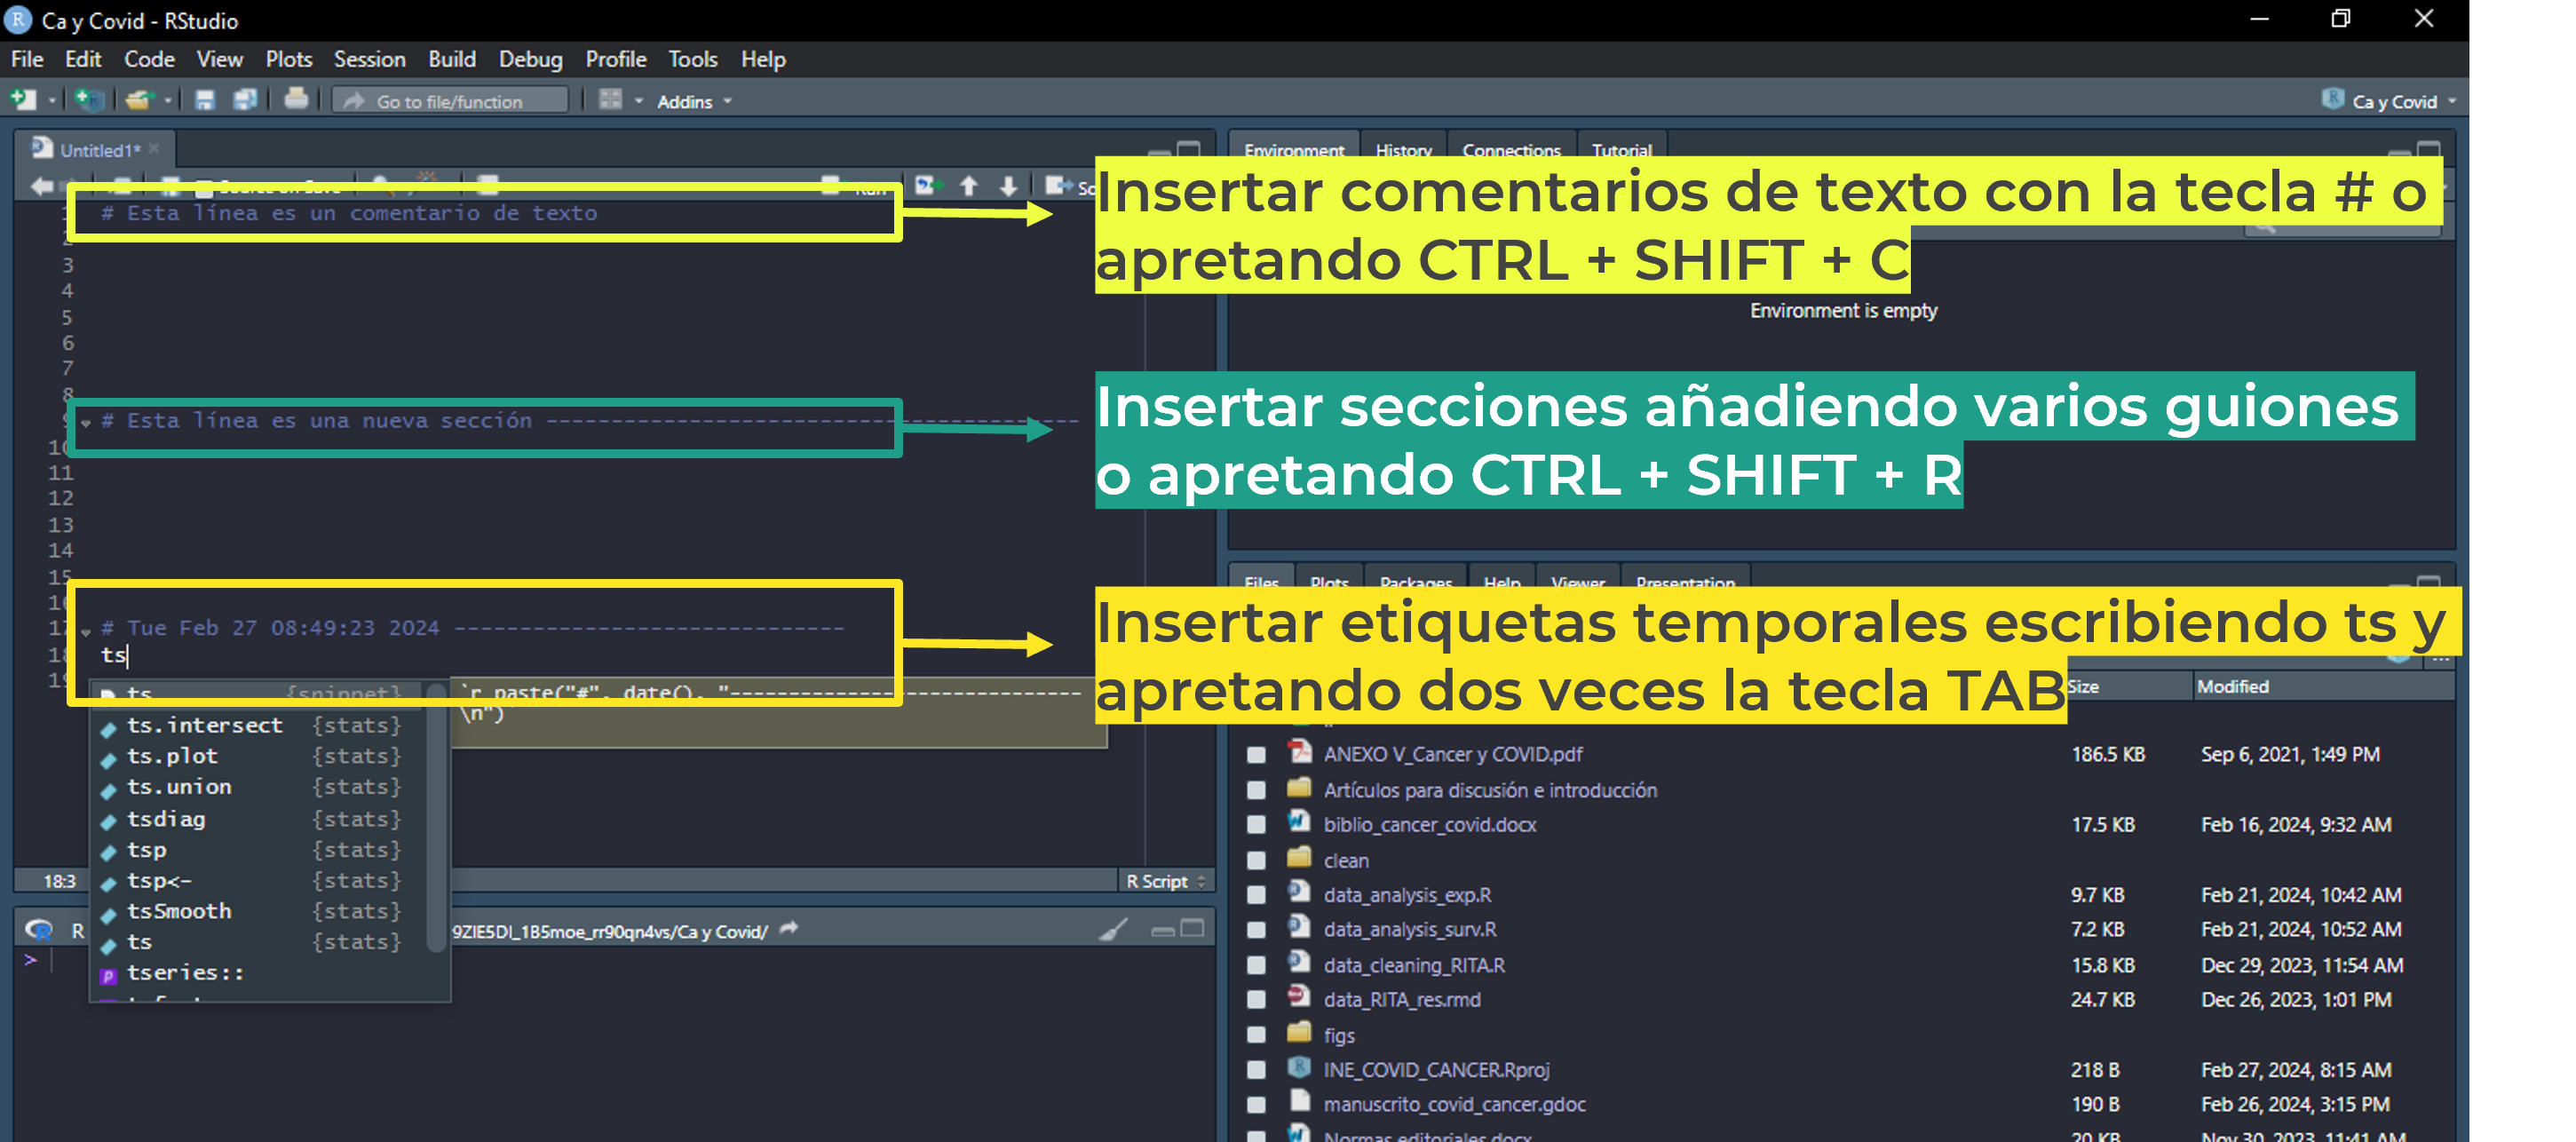 Ca y Covid - RStudio
File Edit Code View Plots Session Build Debug Profile Tools Help
Go to file/function Addins Ca y Covid
Untitled1*
Environment History Connections Tutorial
Source on Save Run
1 # Esta línea es un comentario de texto
2
3
4
5
6
7
8
9 # Esta línea es una nueva sección -----------------------------------------
10
11
12
13
14
15
16
17 # Tue Feb 27 08:49:23 2024 ------------------------------
18 ts
19
ts {snippet}
ts.intersect {stats}
ts.plot {stats}
ts.union {stats}
tsdiag {stats}
tsp {stats}
tsp<- {stats}
tsSmooth {stats}
ts {stats}
tseries::
`r paste("#", date(), "------------------------------
\n")
18:3 R Script
R 9ZIE5DI_1B5moe_rr90qn4vs/Ca y Covid/
>
Insertar comentarios de texto con la tecla # o
apretando CTRL + SHIFT + C
Environment is empty
Insertar secciones añadiendo varios guiones
o apretando CTRL + SHIFT + R
Files Plots Packages Help Viewer Presentation
Insertar etiquetas temporales escribiendo ts y
apretando dos veces la tecla TAB
Size Modified
ANEXO V_Cancer y COVID.pdf 186.5 KB Sep 6, 2021, 1:49 PM
Artículos para discusión e introducción
biblio_cancer_covid.docx 17.5 KB Feb 16, 2024, 9:32 AM
clean
data_analysis_exp.R 9.7 KB Feb 21, 2024, 10:42 AM
data_analysis_surv.R 7.2 KB Feb 21, 2024, 10:52 AM
data_cleaning_RITA.R 15.8 KB Dec 29, 2023, 11:54 AM
data_RITA_res.rmd 24.7 KB Dec 26, 2023, 1:01 PM
figs
INE_COVID_CANCER.Rproj 218 B Feb 27, 2024, 8:15 AM
manuscrito_covid_cancer.gdoc 190 B Feb 26, 2024, 3:15 PM
Normas editoriales.docx 20 KB Nov 30, 2023, 11:41 AM